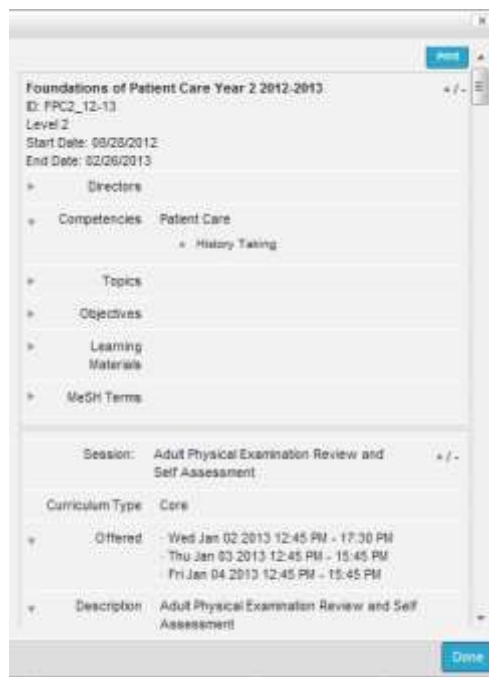 Print
Foundations of Patient Care Year 2 2012-2013 + / -
ID: FPC2_12-13
Level 2
Start Date: 08/28/2012
End Date: 02/26/2013
Directors
Competencies Patient Care
History Taking
Topics
Objectives
Learning
Materials
MeSH Terms
Session: Adult Physical Examination Review and + / -
Self Assessment
Curriculum Type Core
Offered - Wed Jan 02 2013 12:45 PM - 17:30 PM
- Thu Jan 03 2013 12:45 PM - 15:45 PM
- Fri Jan 04 2013 12:45 PM - 15:45 PM
Description Adult Physical Examination Review and Self
Assessment
Done